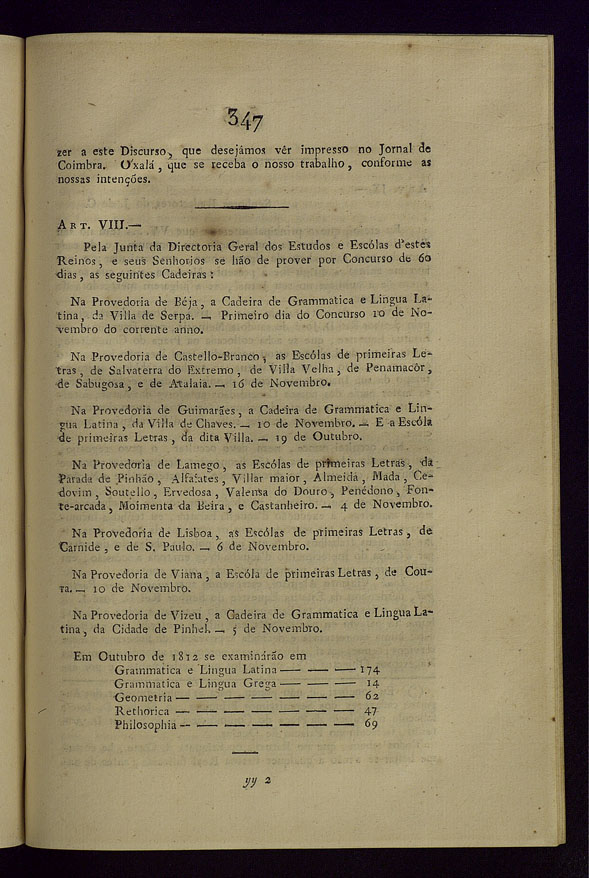 347
zer a este Discurso, que desejámos vêr impresso no Jornal de
Coimbra. O'xalá, que se receba o nosso trabalho, conforme as
nossas intenções.
ART. VIII.—
Pela Junta da Directoria Geral dos Estudos e Escólas d'estes
Reinos, e seus Senhorios se hão de prover por Concurso de 60
dias, as seguintes Cadeiras:
Na Provedoria de Béja, a Cadeira de Grammatica e Lingua La-
tina, da Villa de Serpa. — Primeiro dia do Concurso 10 de No-
vembro do corrente anno.
Na Provedoria de Castello-Branco, as Escólas de primeiras Le-
tras, de Salvaterra do Extremo, de Villa Velha, de Penamacôr,
de Sabugosa, e de Atalaia. — 16 de Novembro.
Na Provedoria de Guimarães, a Cadeira de Grammatica e Lin-
gua Latina, da Villa de Chaves. — 10 de Novembro. — E a Escóla
de primeiras Letras, da dita Villa. — 19 de Outubro.
Na Provedoria de Lamego, as Escólas de primeiras Letras, da
Parada de Pinhão, Alfaiates, Villar maior, Almeida, Mada, Ce-
dovim, Soutello, Ervedosa, Valensa do Douro, Penédono, Fon-
te-arcada, Moimenta da Beira, e Castanheiro. — 4 de Novembro.
Na Provedoria de Lisboa, as Escólas de primeiras Letras, de
Carnide, e de S. Paulo. — 6 de Novembro.
Na Provedoria de Viana, a Escóla de primeiras Letras, de Cou-
ra. — 10 de Novembro.
Na Provedoria de Vizeu, a Cadeira de Grammatica e Lingua La-
tina, da Cidade de Pinhel. — 5 de Novembro.
Em Outubro de 1812 se examinárão em
Grammatica e Lingua Latina — — — 174
Grammatica e Lingua Grega — — — 14
Geometria — — — — — — — 62
Rethorica — — — — — — — 47
Philosophia — — — — — — — 69
yy 2